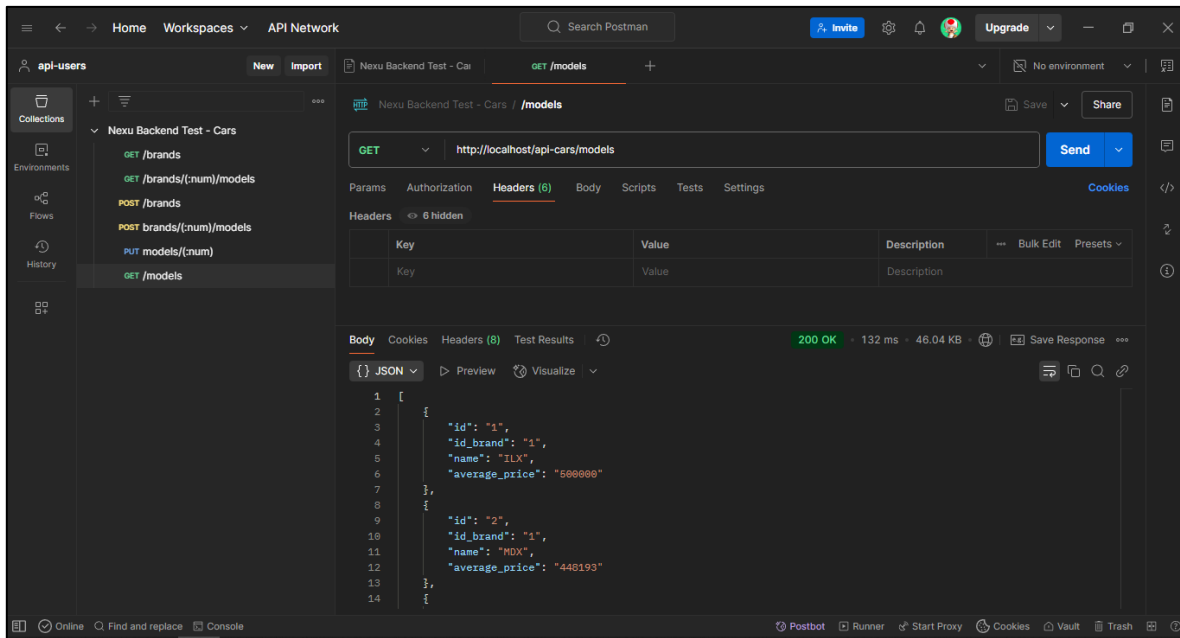 Home Workspaces API Network Search Postman Invite Upgrade
api-users New Import Nexu Backend Test - Car GET /models No environment
Collections
Environments
Flows
History
Nexu Backend Test - Cars
GET /brands
GET /brands/(:num)/models
POST /brands
POST brands/(:num)/models
PUT models/(:num)
GET /models
HTTP Nexu Backend Test - Cars / /models Save Share
GET http://localhost/api-cars/models Send
Params Authorization Headers (6) Body Scripts Tests Settings Cookies
Headers 6 hidden
Key Value Description Bulk Edit Presets
Key Value Description
Body Cookies Headers (8) Test Results 200 OK 132 ms 46.04 KB Save Response
{} JSON Preview Visualize
1 [
2 {
3 "id": "1",
4 "id_brand": "1",
5 "name": "ILX",
6 "average_price": "500000"
7 },
8 {
9 "id": "2",
10 "id_brand": "1",
11 "name": "MDX",
12 "average_price": "448193"
13 },
14 {
Online Find and replace Console Postbot Runner Start Proxy Cookies Vault Trash